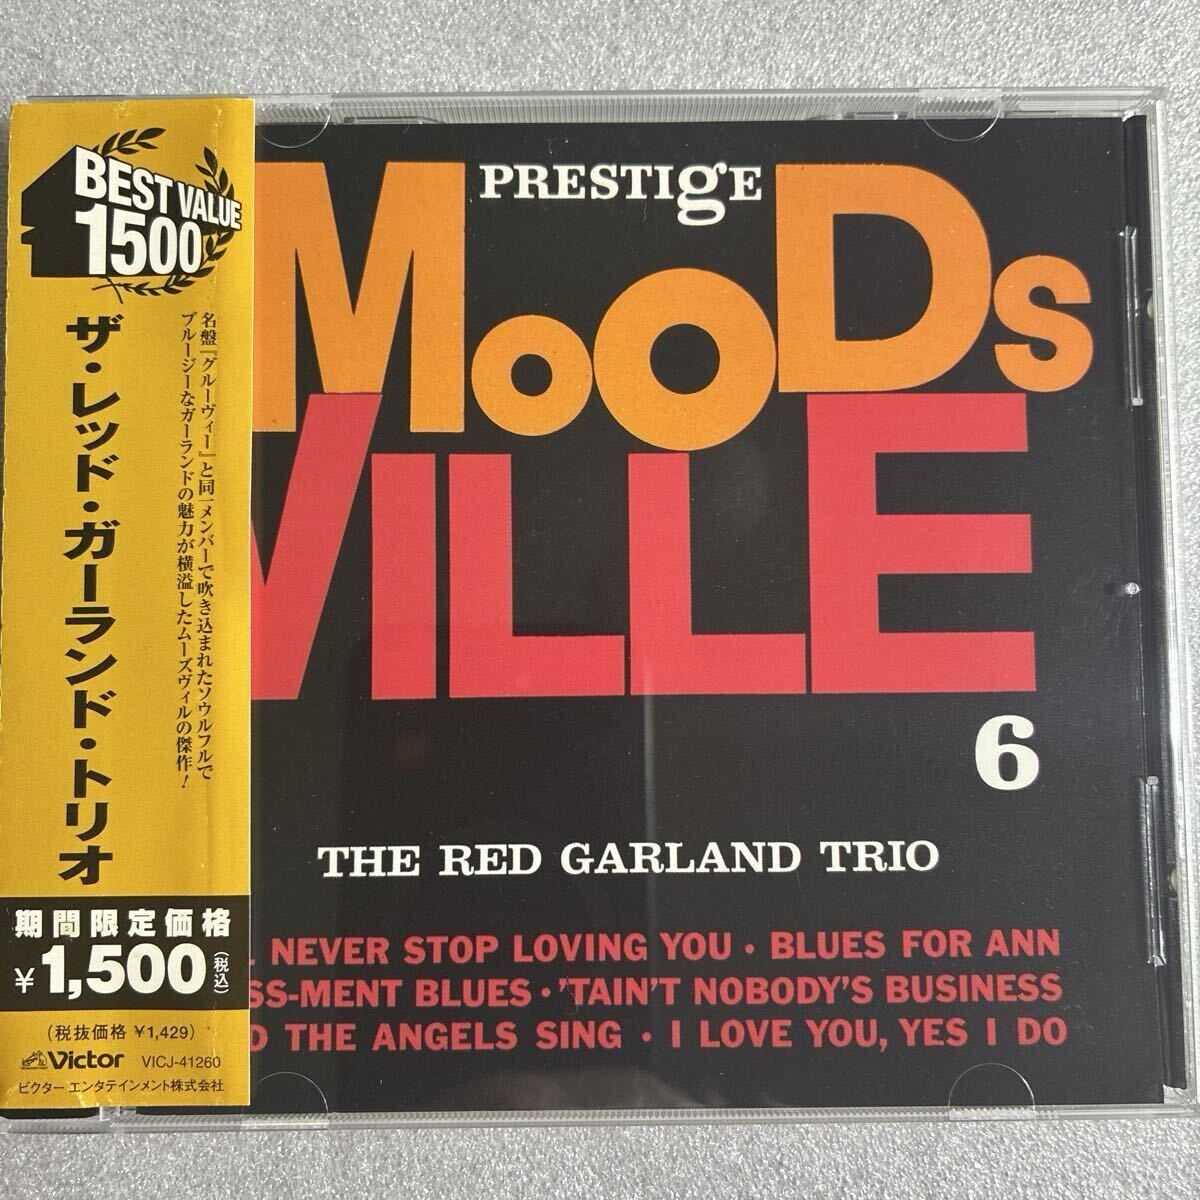 BEST VALUE
1500
名盤『グルーヴィー』と同一メンバーで吹き込まれたソウルフルで
ブルージーなガーランドの魅力が横溢したムーズヴィルの傑作!
ザ・レッド・ガーランド・トリオ
期間限定価格
¥1,500(税込)
(税抜価格 ¥1,429)
Victor VICJ-41260
ビクター エンタテインメント株式会社
PRESTIgE
MOODS
VILLE
6
THE RED GARLAND TRIO
NEVER STOP LOVING YOU · BLUES FOR ANN
SS-MENT BLUES · 'TAIN'T NOBODY'S BUSINESS
D THE ANGELS SING · I LOVE YOU, YES I DO